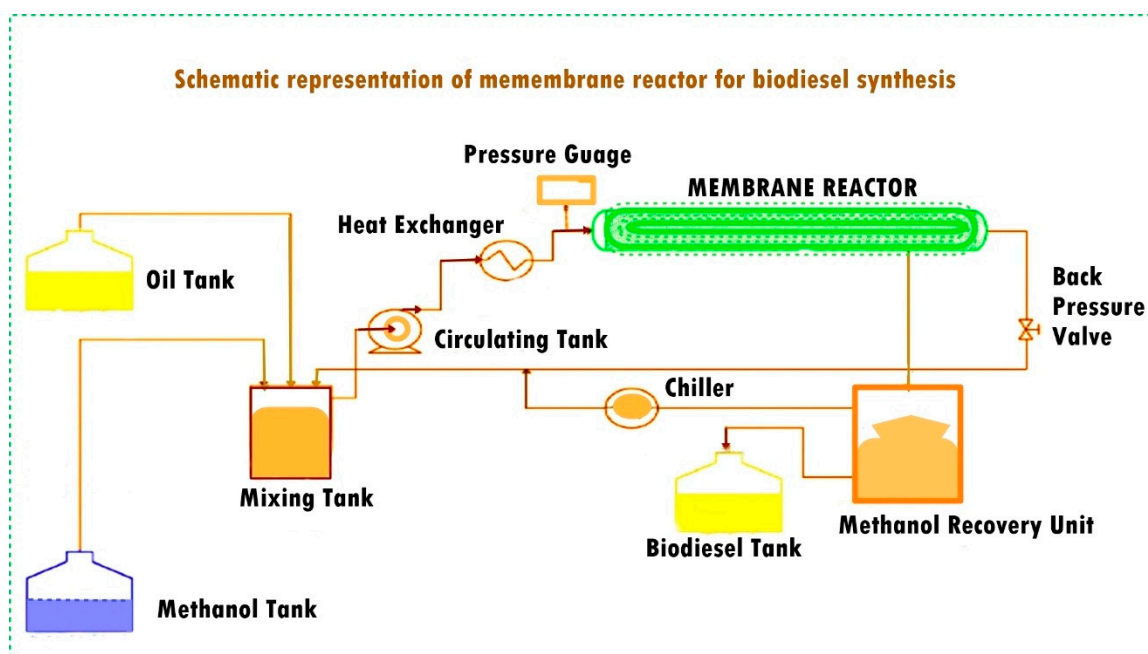 Schematic representation of memembrane reactor for biodiesel synthesis
Pressure Guage
MEMBRANE REACTOR
Heat Exchanger
Oil Tank
Back
Pressure
Valve
Circulating Tank
Chiller
Mixing Tank
Biodiesel Tank
Methanol Recovery Unit
Methanol Tank